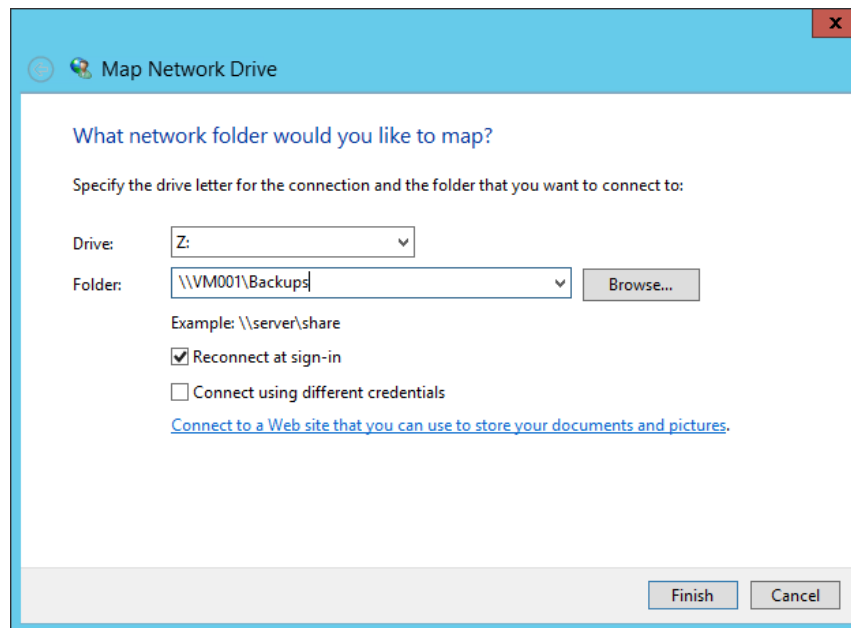 x
Map Network Drive
What network folder would you like to map?
Specify the drive letter for the connection and the folder that you want to connect to:
Drive: Z:
Folder: \\VM001\Backups Browse...
Example: \\server\share
Reconnect at sign-in
Connect using different credentials
Connect to a Web site that you can use to store your documents and pictures.
Finish Cancel